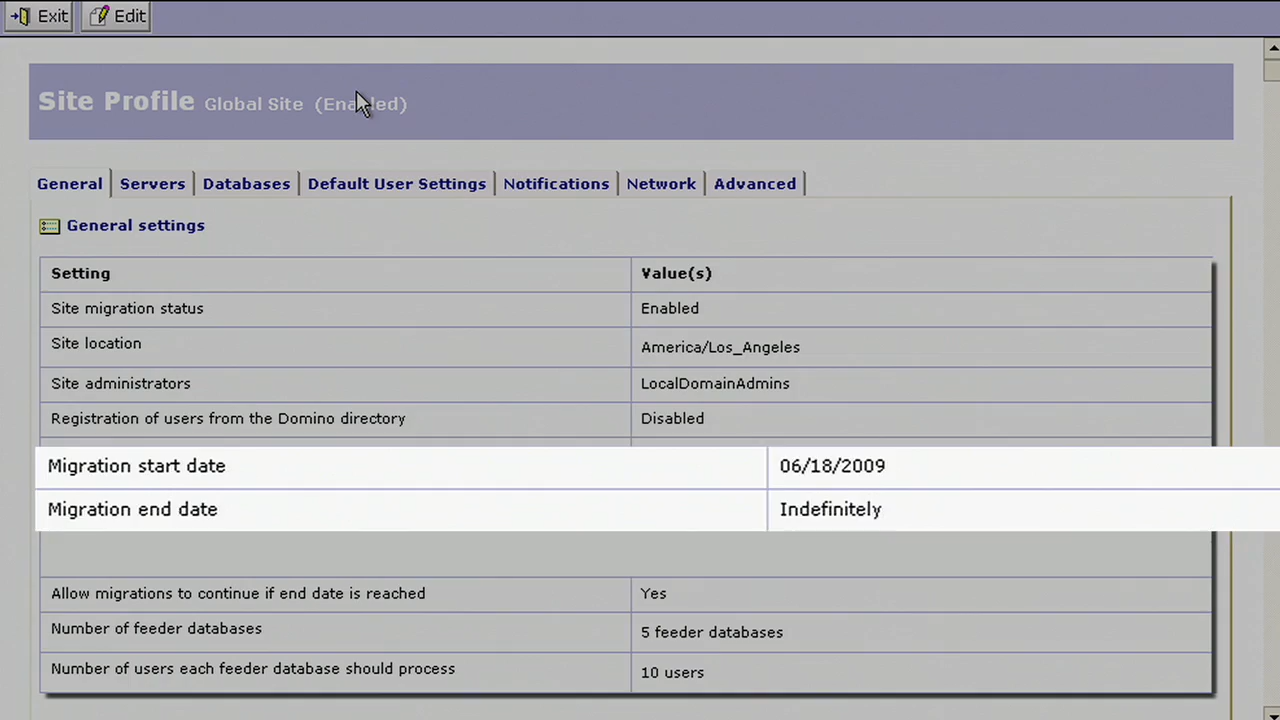 Exit Edit
Site Profile Global Site (Enabled)
General Servers Databases Default User Settings Notifications Network Advanced
General settings
Setting Value(s)
Site migration status Enabled
Site location America/Los_Angeles
Site administrators LocalDomainAdmins
Registration of users from the Domino directory Disabled
Migration start date 06/18/2009
Migration end date Indefinitely
Allow migrations to continue if end date is reached Yes
Number of feeder databases 5 feeder databases
Number of users each feeder database should process 10 users